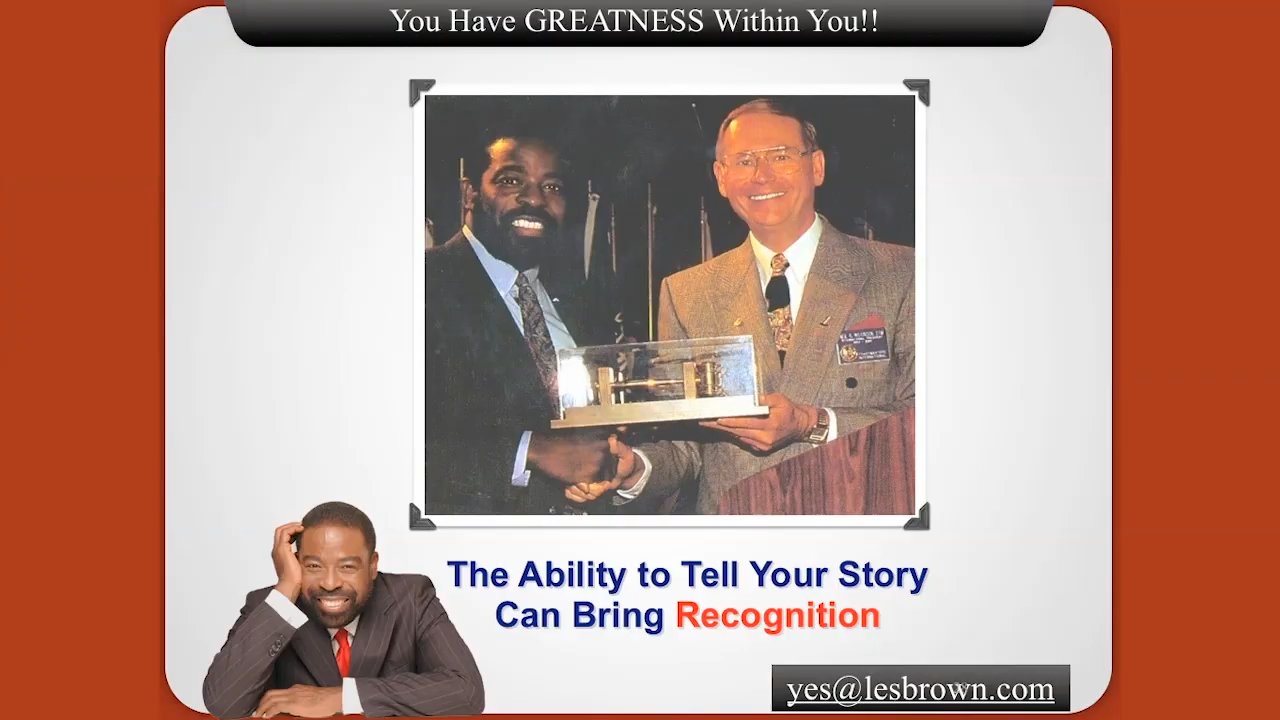 You Have GREATNESS Within You!!
The Ability to Tell Your Story
Can Bring Recognition
yes@lesbrown.com